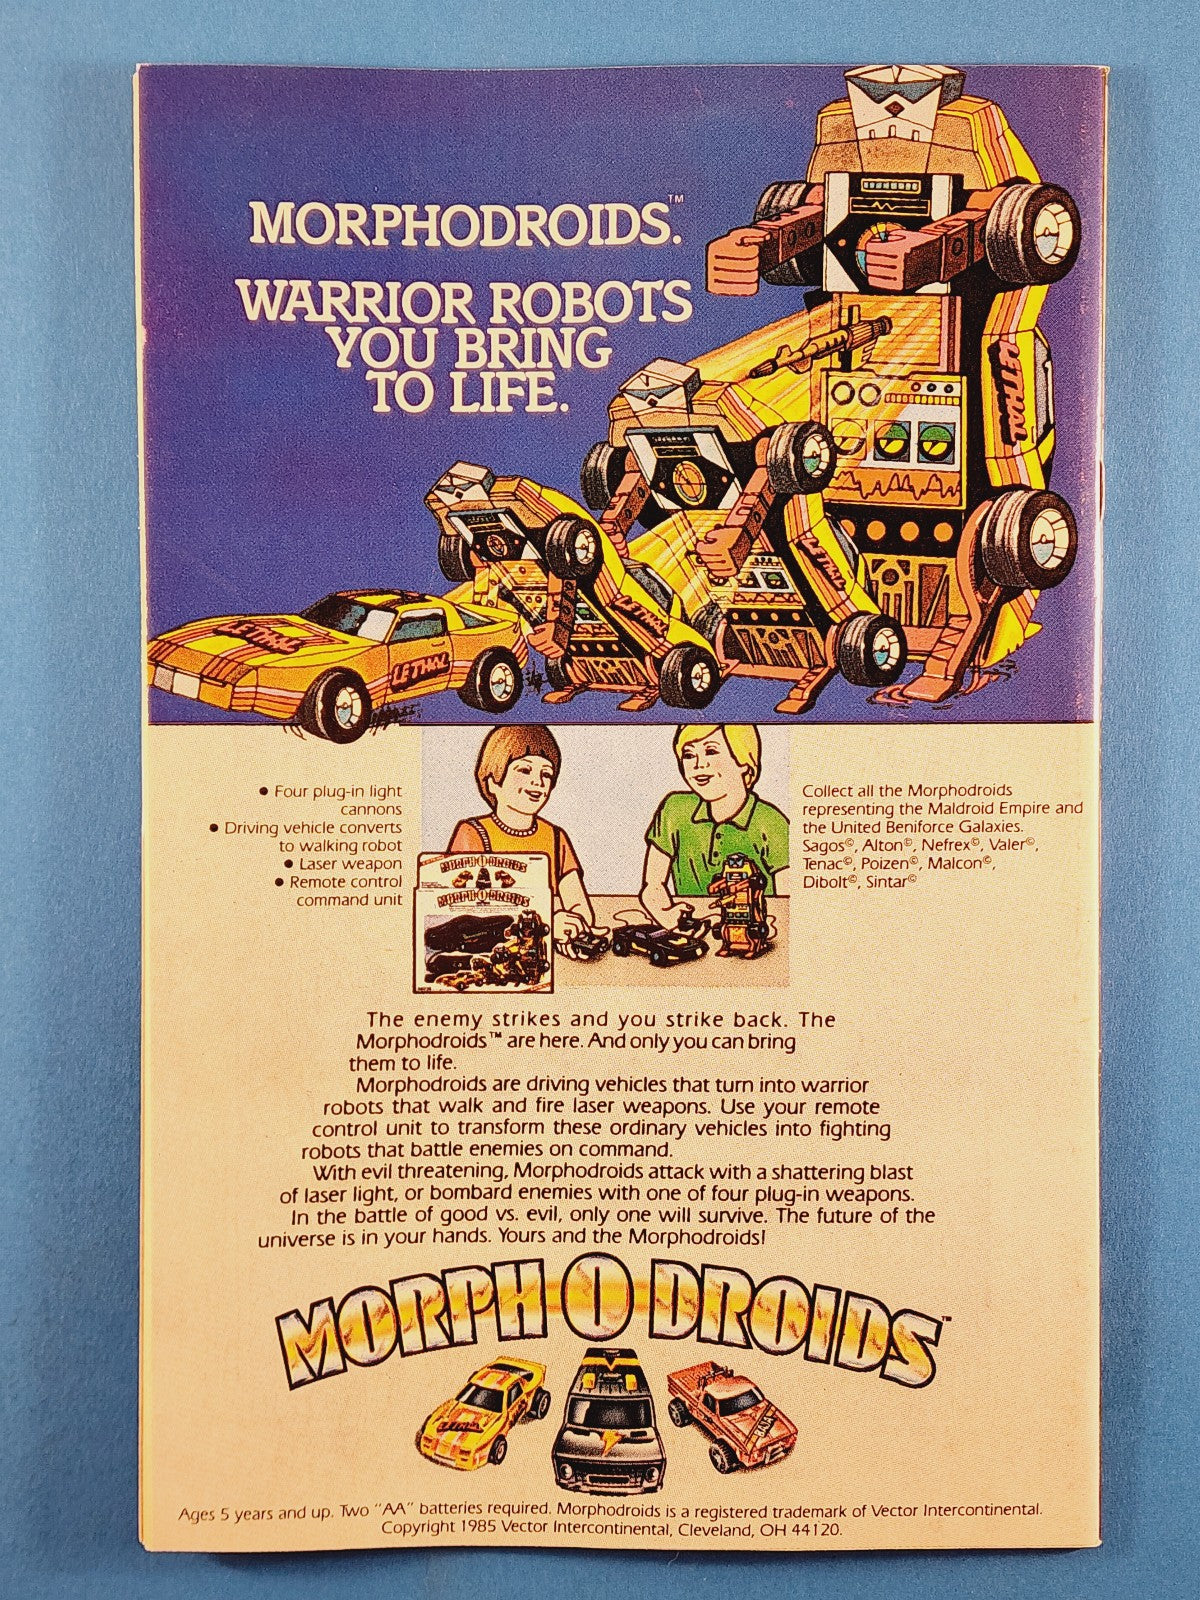 MORPHODROIDS.™
WARRIOR ROBOTS
YOU BRING
TO LIFE.
LETHAL
LETHAL
LETHAL
LETHAL
LETHAL
• Four plug-in light
cannons
• Driving vehicle converts
to walking robot
• Laser weapon
• Remote control
command unit
MORPH-O-DROIDS
MORPH-O-DROIDS
Collect all the Morphodroids
representing the Maldroid Empire and
the United Beniforce Galaxies.
Sagos©, Alton©, Nefrex©, Valer©,
Tenac©, Poizen©, Malcon©,
Dibolt©, Sintar©
The enemy strikes and you strike back. The
Morphodroids™ are here. And only you can bring
them to life.
Morphodroids are driving vehicles that turn into warrior
robots that walk and fire laser weapons. Use your remote
control unit to transform these ordinary vehicles into fighting
robots that battle enemies on command.
With evil threatening, Morphodroids attack with a shattering blast
of laser light, or bombard enemies with one of four plug-in weapons.
In the battle of good vs. evil, only one will survive. The future of the
universe is in your hands. Yours and the Morphodroids!
MORPH-O-DROIDS™
Ages 5 years and up. Two "AA" batteries required. Morphodroids is a registered trademark of Vector Intercontinental.
Copyright 1985 Vector Intercontinental, Cleveland, OH 44120.